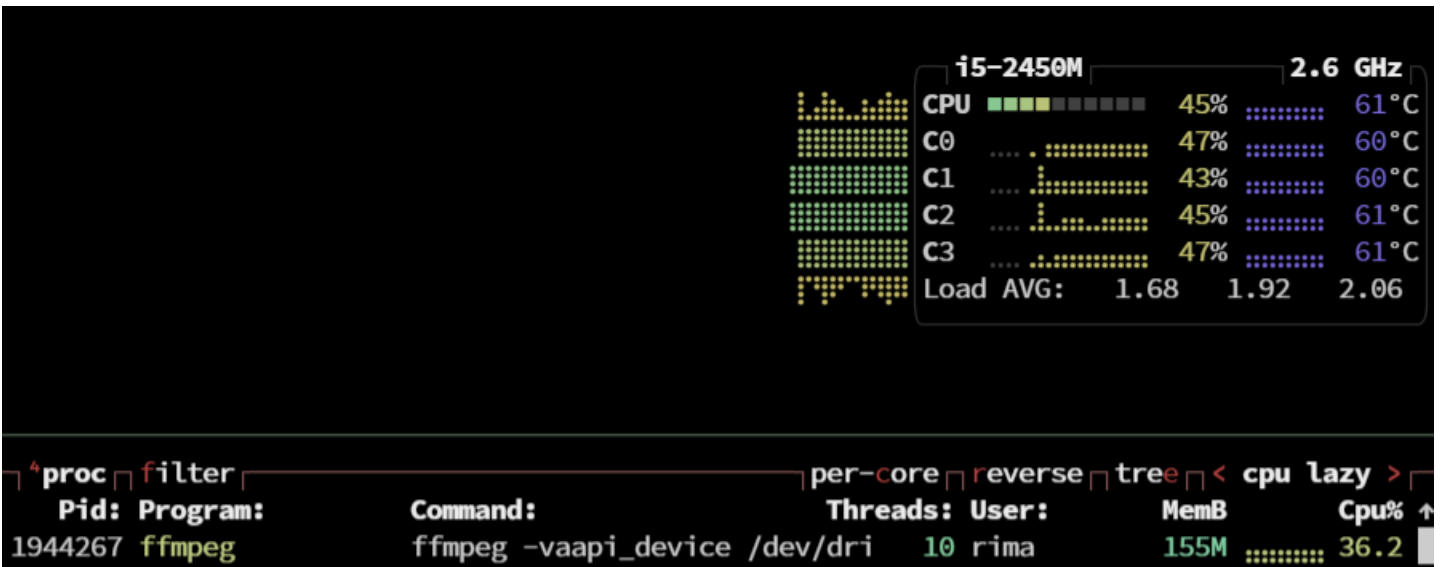 i5-2450M 2.6 GHz
CPU 45% 61°C
C0 47% 60°C
C1 43% 60°C
C2 45% 61°C
C3 47% 61°C
Load AVG: 1.68 1.92 2.06
4proc filter per-core reverse tree < cpu lazy >
Pid: Program: Command: Threads: User: MemB Cpu% ↑
1944267 ffmpeg ffmpeg -vaapi_device /dev/dri 10 rima 155M 36.2